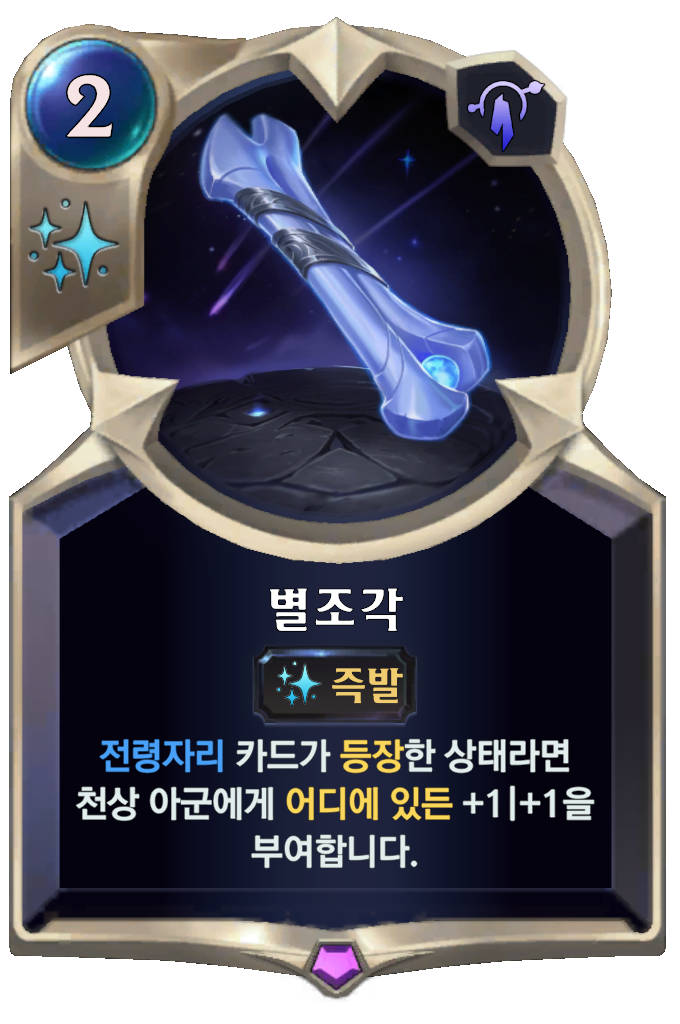 2
별조각
즉발
전령자리 카드가 등장한 상태라면
천상 아군에게 어디에 있든 +1|+1을
부여합니다.